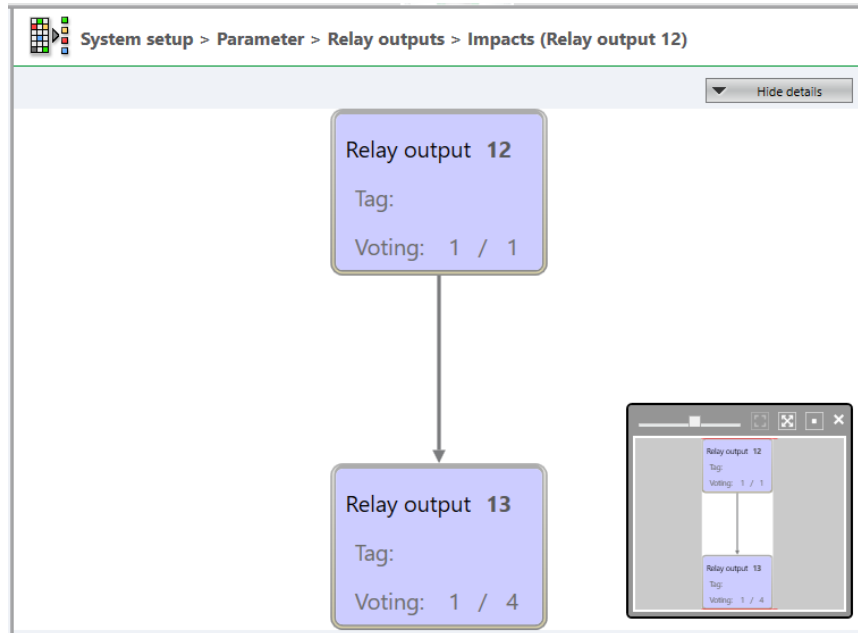 System setup > Parameter > Relay outputs > Impacts (Relay output 12)
Hide details
Relay output 12
Tag:
Voting: 1 / 1
Relay output 13
Tag:
Voting: 1 / 4
Relay output 12
Tag:
Voting: 1 / 1
Relay output 13
Tag:
Voting: 1 / 4